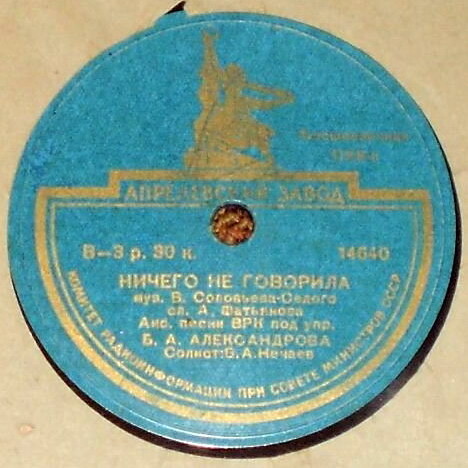 АПРЕЛЕВСКИЙ ЗАВОД
В—3 р. 30 к. 14640
НИЧЕГО НЕ ГОВОРИЛА
муз. В. Соловьева-Седого
сл. А. Фатьянова
Анс. песни ВРК под упр.
Б. А. АЛЕКСАНДРОВА
Солист: В. А. Нечаев
КОМИТЕТ РАДИОИНФОРМАЦИИ ПРИ СОВЕТЕ МИНИСТРОВ СССР